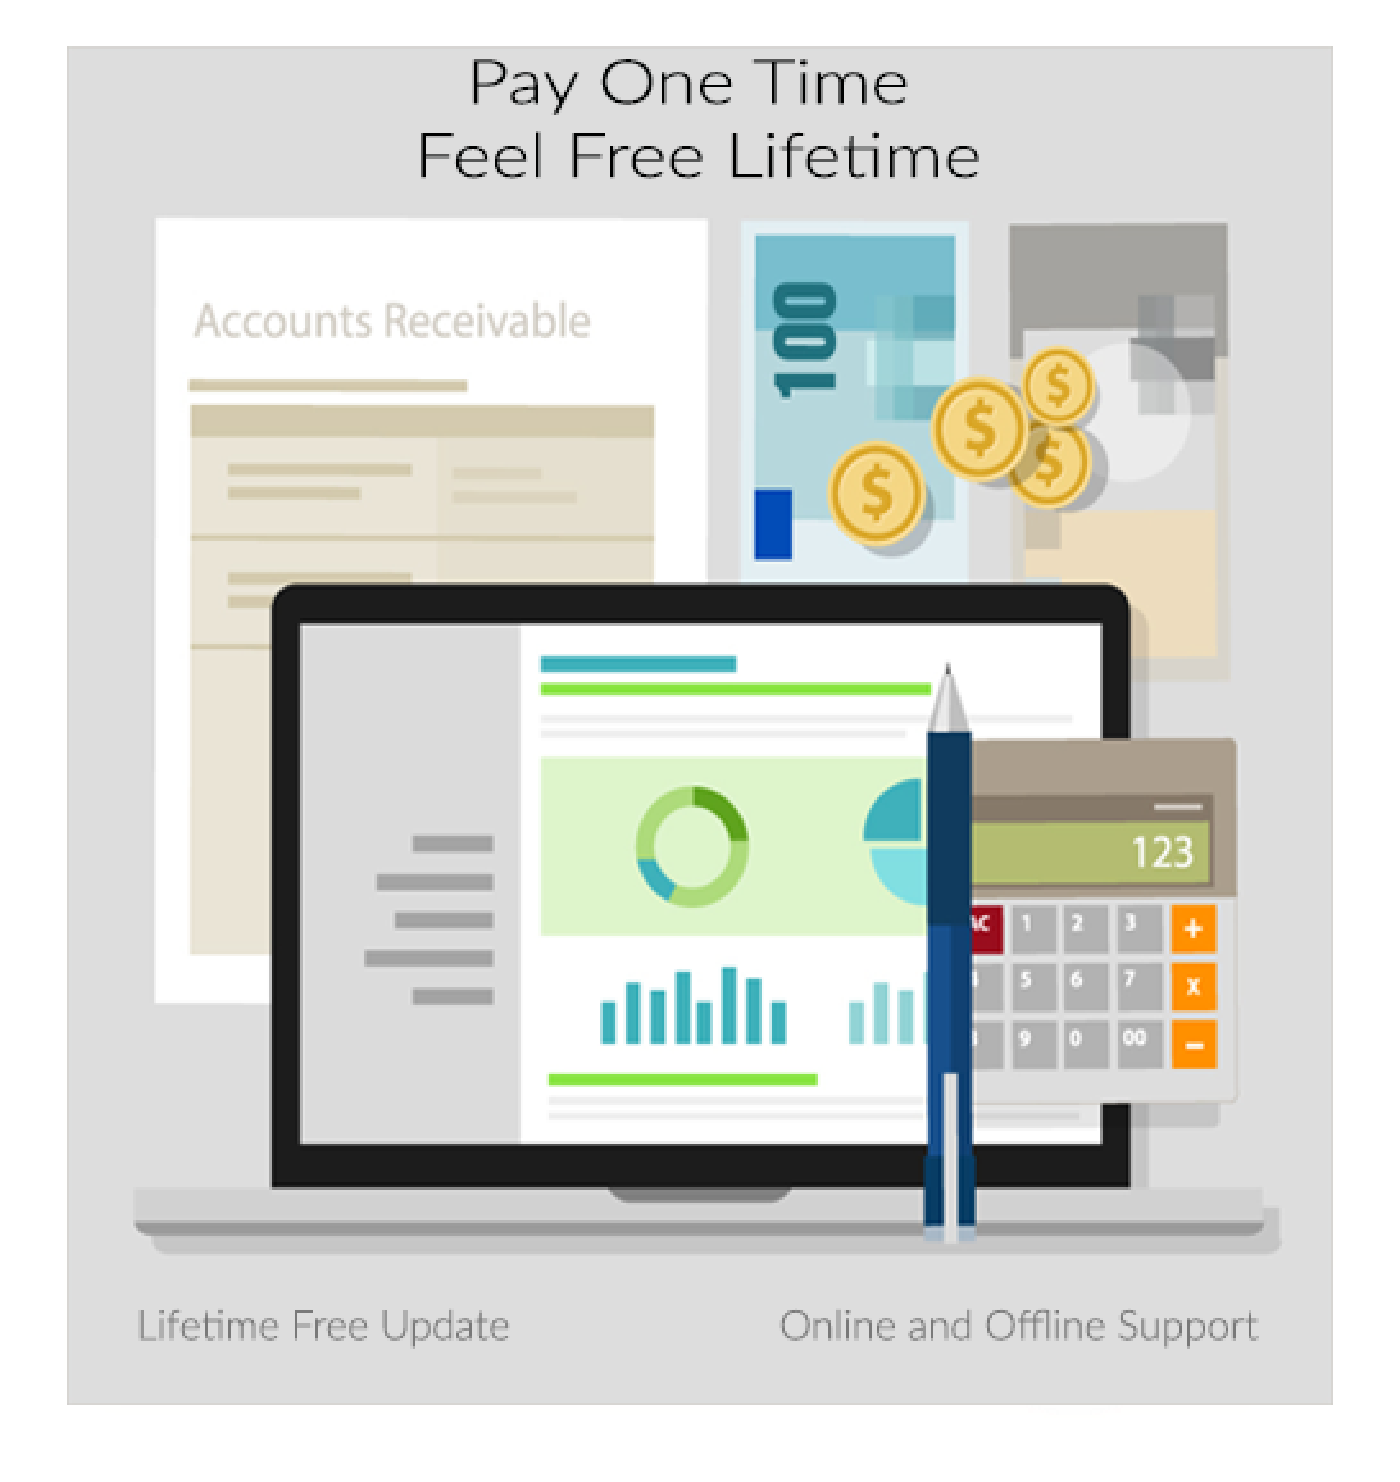 Pay One Time
Feel Free Lifetime
Accounts Receivable
100
$
$
$
$
123
1 2 3 +
5 6 7 x
9 0 00 −
Lifetime Free Update
Online and Offline Support